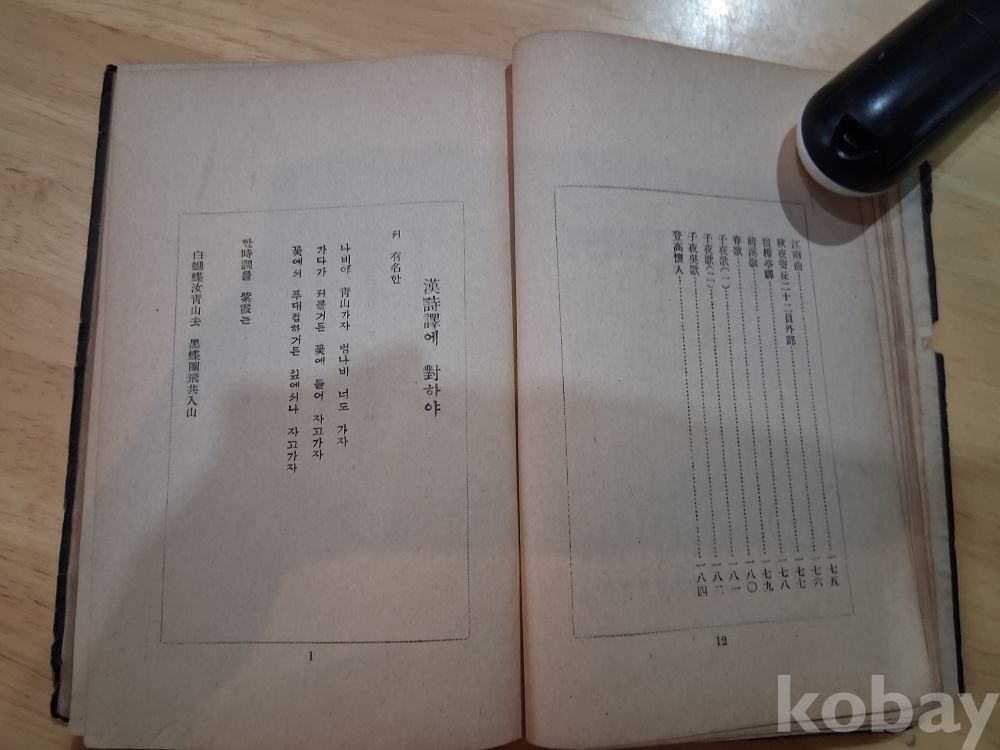 江南曲 一七五
秋夜寄丘二十二員外郞 一七六
宿樟亭驛 一七七
前溪歌 一七八
春歌 一七九
子夜歌(一) 一八〇
子夜歌(二) 一八一
子夜吳歌 一八二
登高懷人 一八四
12
漢詩譯에 對하야
저 有名한
나비야 靑山가자 범나비 너도 가자
가다가 저물거든 꽃에 들어 자고가자
꽃에서 푸대접하거든 잎에서나 자고가자
한時調를 紫霞는
白蝴蝶汝靑山去 黑蝶團飛共入山
1
kobay